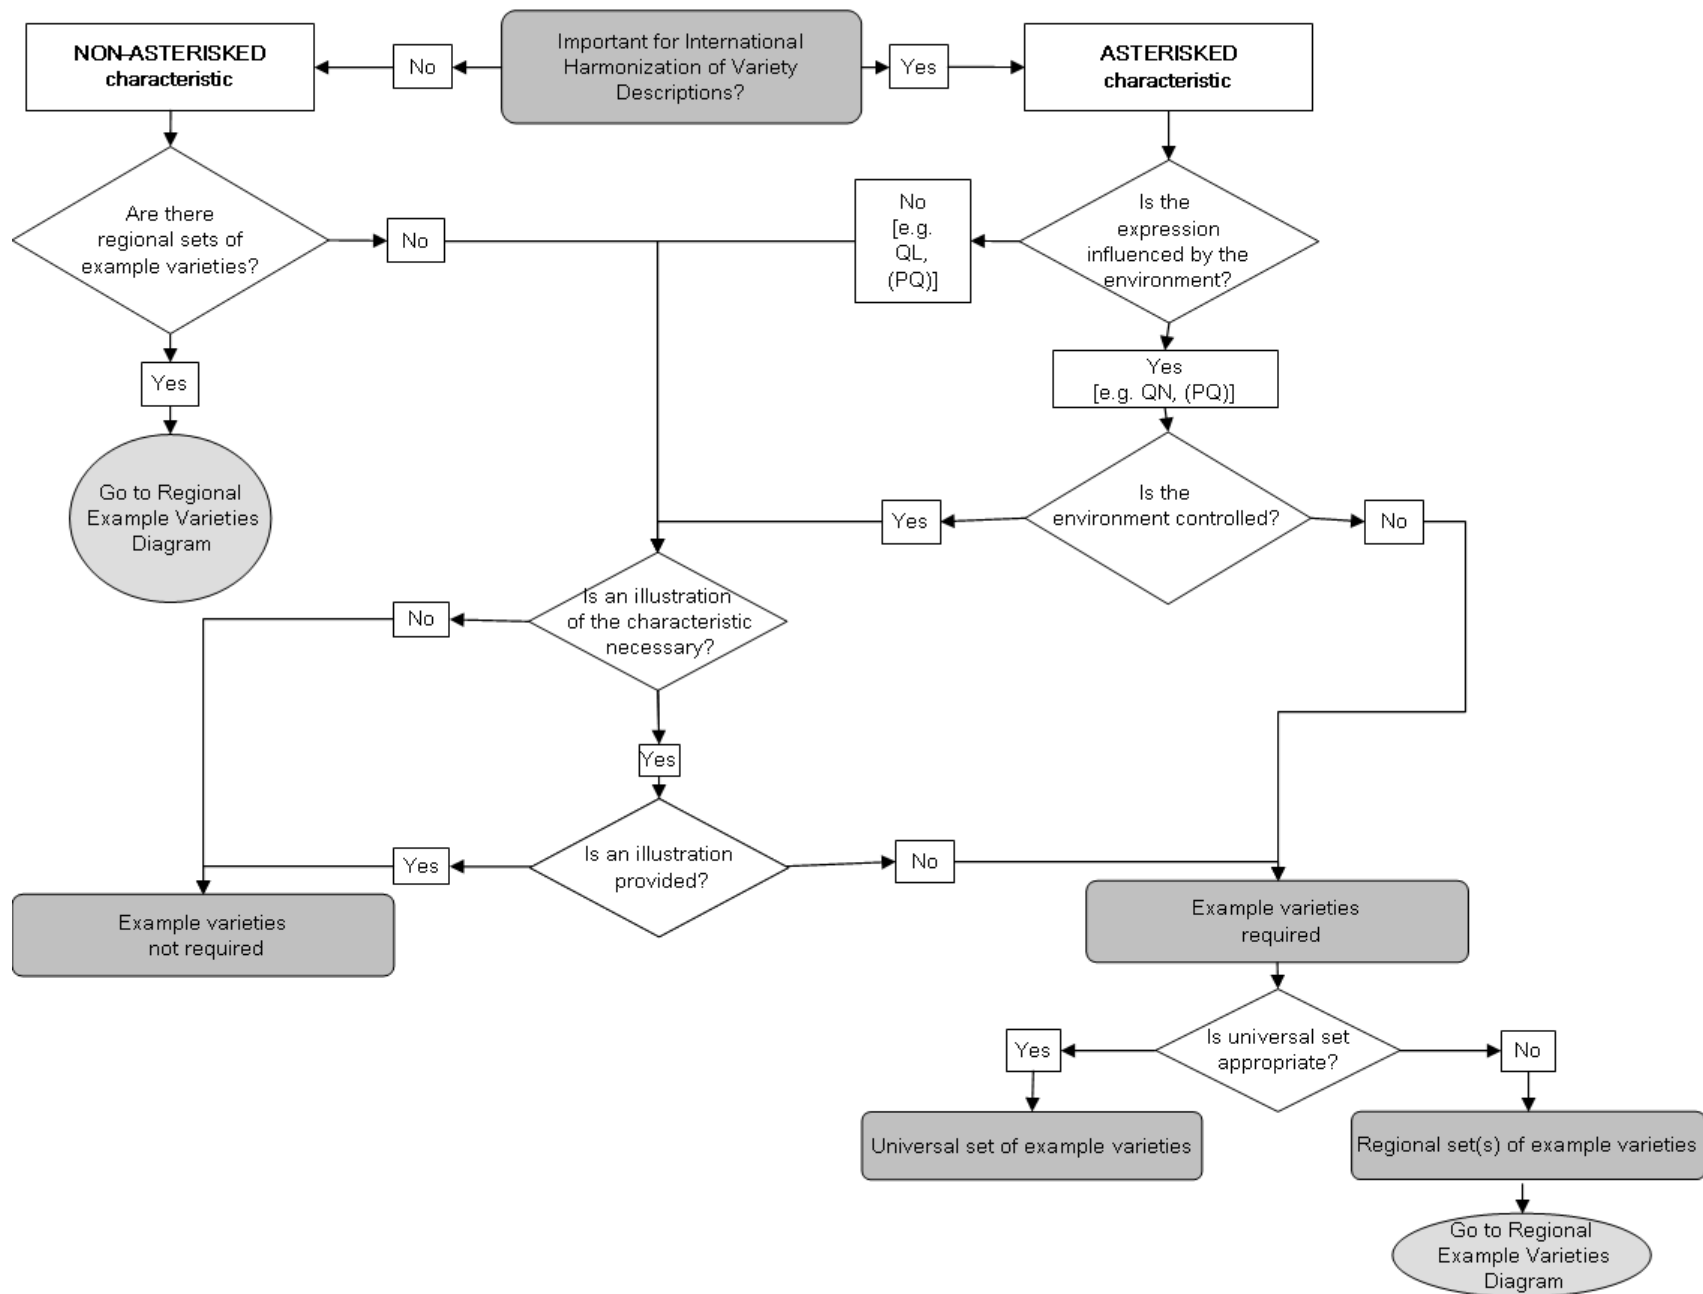 NON-ASTERISKED
characteristic
No
Important for International
Harmonization of Variety
Descriptions?
Yes
ASTERISKED
characteristic
Are there
regional sets of
example varieties?
No
No
[e.g.
QL,
(PQ)]
Is the
expression
influenced by the
environment?
Yes
Yes
[e.g. QN, (PQ)]
Go to Regional
Example Varieties
Diagram
Yes
Is the
environment controlled?
No
No
Is an illustration
of the characteristic
necessary?
Yes
Yes
Is an illustration
provided?
No
Example varieties
not required
Example varieties
required
Yes
Is universal set
appropriate?
No
Universal set of example varieties
Regional set(s) of example varieties
Go to Regional
Example Varieties
Diagram